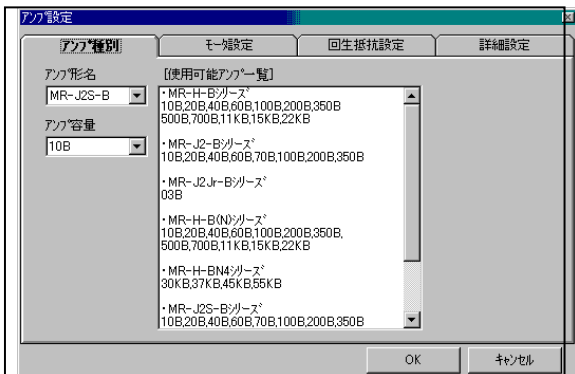 ｱﾝﾌﾟ設定
ｱﾝﾌﾟ種別
ﾓｰﾀ設定
回生抵抗設定
詳細設定
ｱﾝﾌﾟ形名
MR-J2S-B
ｱﾝﾌﾟ容量
10B
[使用可能ｱﾝﾌﾟ一覧]
・MR-H-Bｼﾘｰｽﾞ
10B,20B,40B,60B,100B,200B,350B
500B,700B,11KB,15KB,22KB
・MR-J2-Bｼﾘｰｽﾞ
10B,20B,40B,60B,70B,100B,200B,350B
・MR-J2Jr-Bｼﾘｰｽﾞ
03B
・MR-H-B(N)ｼﾘｰｽﾞ
10B,20B,40B,60B,100B,200B,350B,
500B,700B,11KB,15KB,22KB
・MR-H-BN4ｼﾘｰｽﾞ
30KB,37KB,45KB,55KB
・MR-J2S-Bｼﾘｰｽﾞ
10B,20B,40B,60B,70B,100B,200B,350B
OK
ｷｬﾝｾﾙ